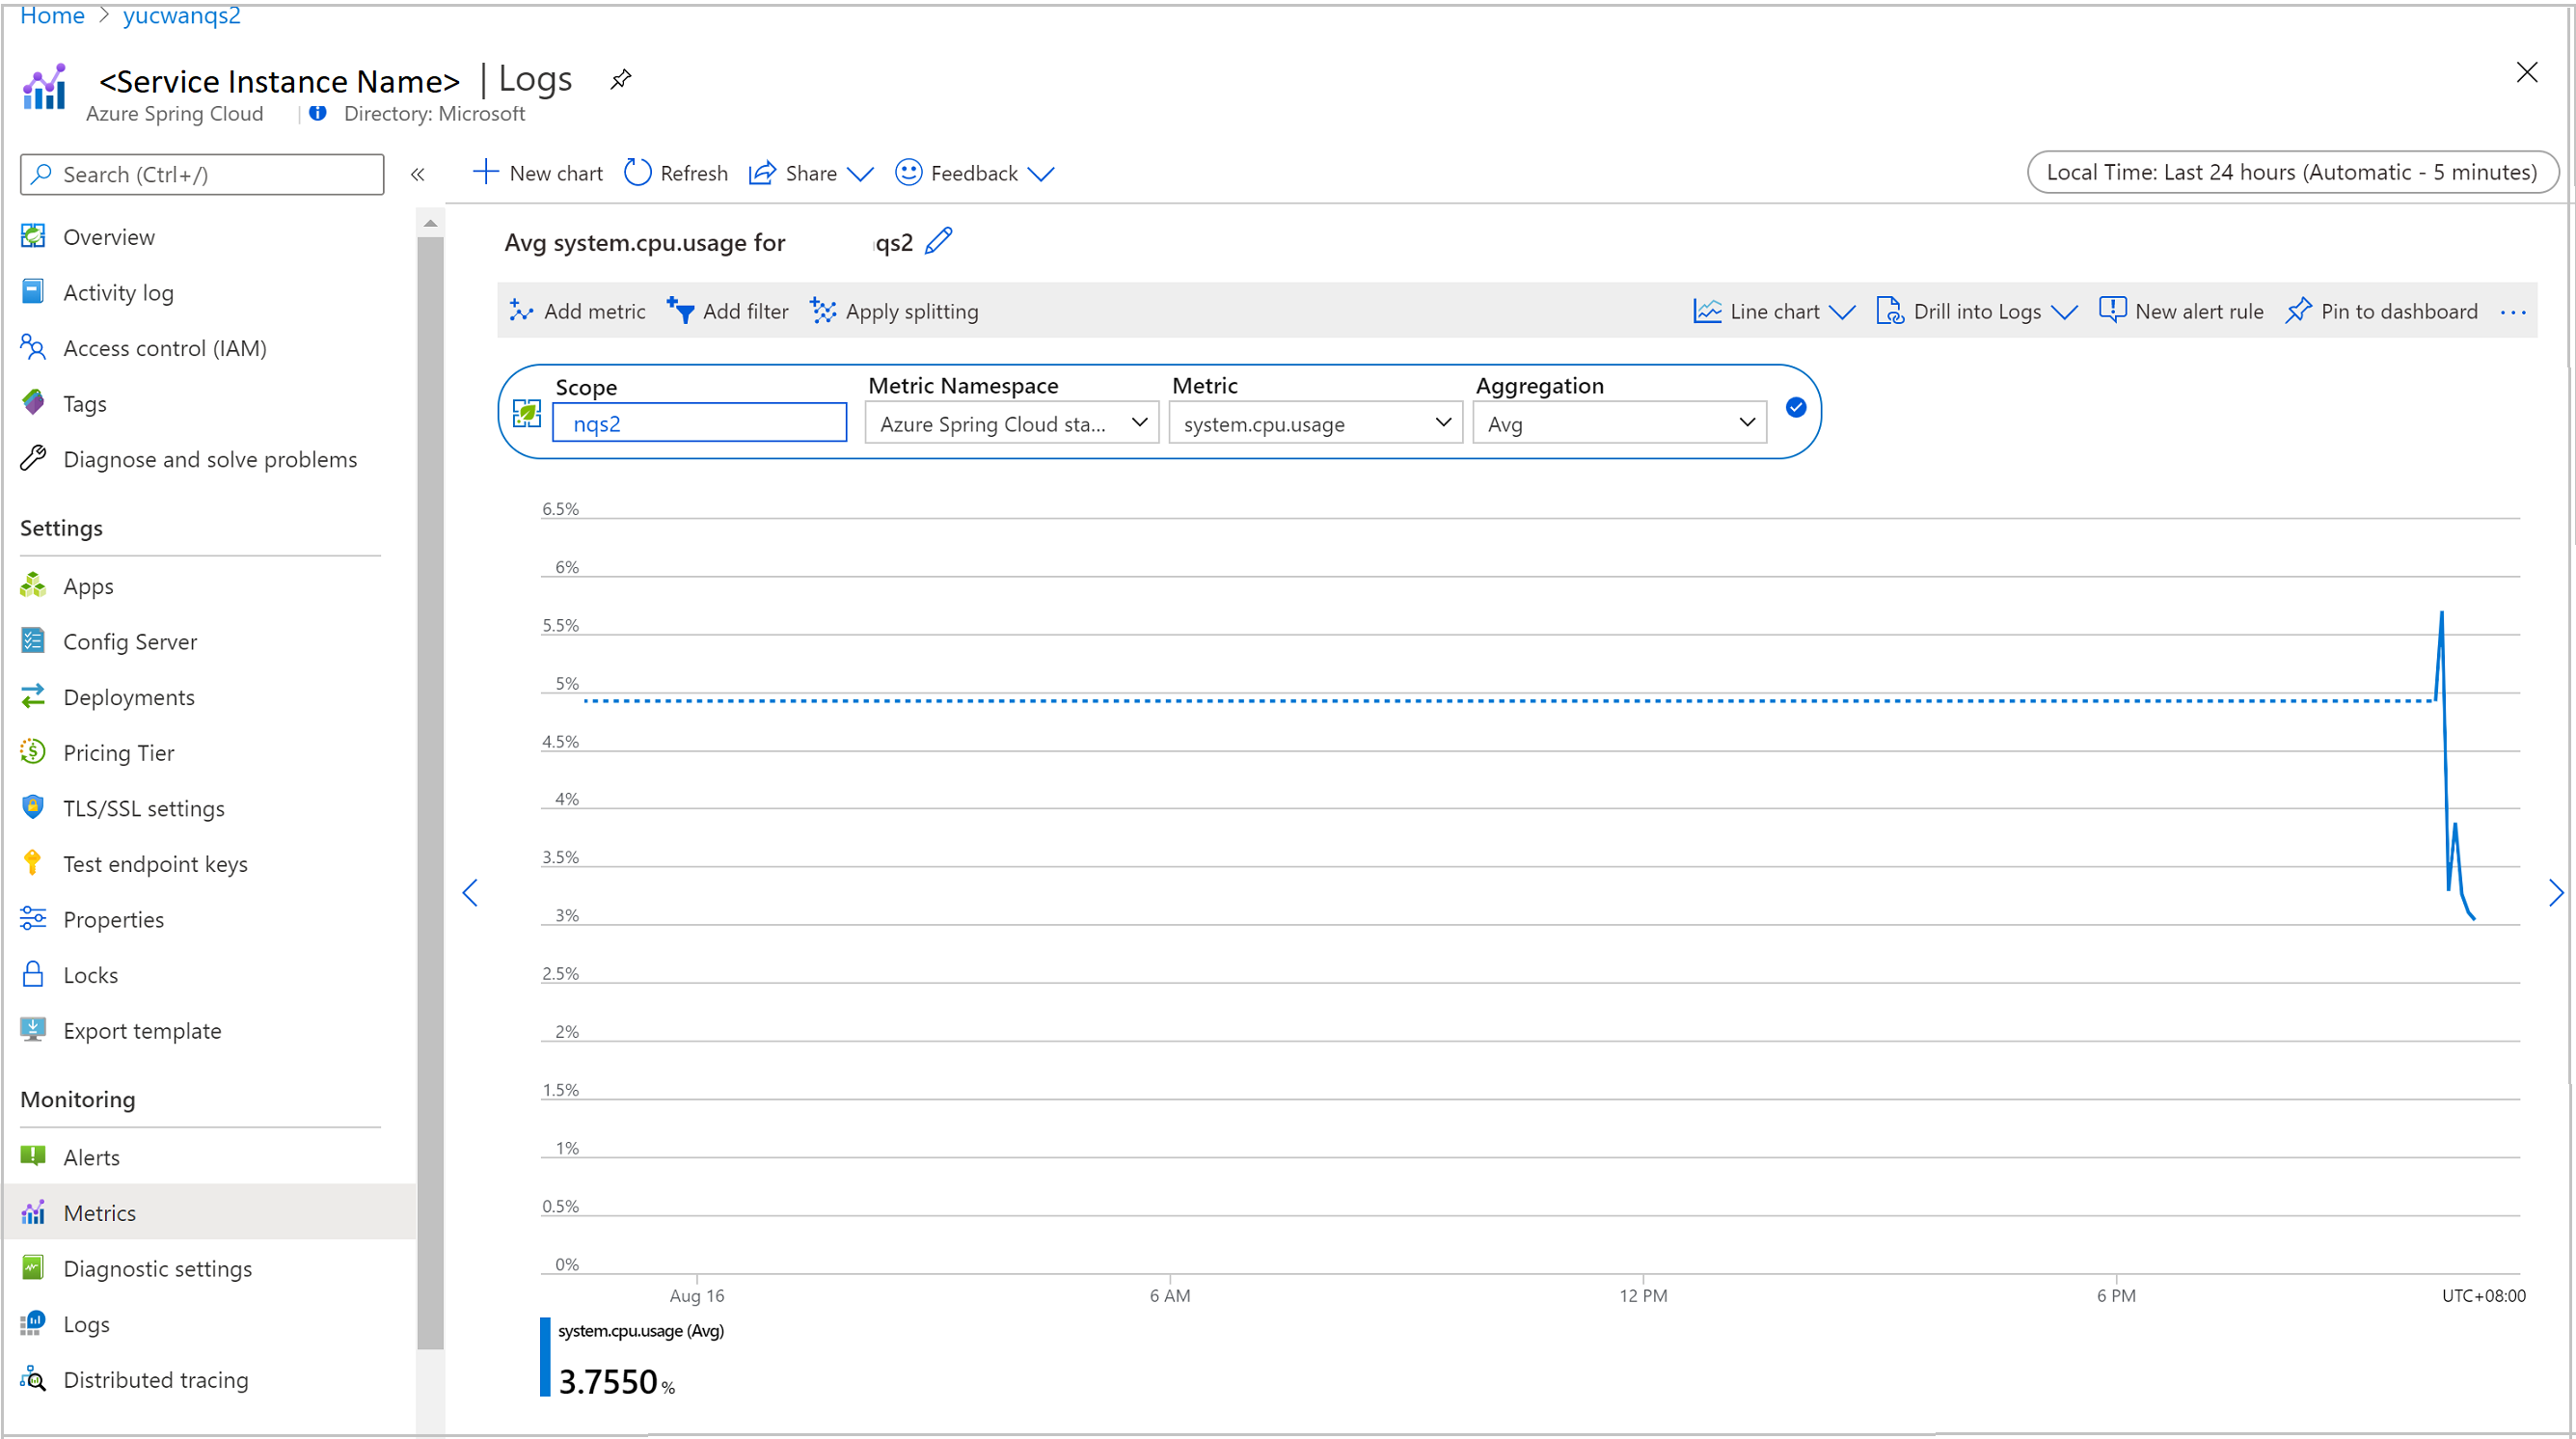 Home > yucwanqs2
<Service Instance Name> | Logs
Azure Spring Cloud | Directory: Microsoft
Search (Ctrl+/)
«
Overview
Activity log
Access control (IAM)
Tags
Diagnose and solve problems
Settings
Apps
Config Server
Deployments
Pricing Tier
TLS/SSL settings
Test endpoint keys
Properties
Locks
Export template
Monitoring
Alerts
Metrics
Diagnostic settings
Logs
Distributed tracing
New chart Refresh Share Feedback
Local Time: Last 24 hours (Automatic - 5 minutes)
Avg system.cpu.usage for qs2
Add metric Add filter Apply splitting Line chart Drill into Logs New alert rule Pin to dashboard ...
Scope Metric Namespace Metric Aggregation
nqs2 Azure Spring Cloud sta... system.cpu.usage Avg
6.5%
6%
5.5%
5%
4.5%
4%
3.5%
3%
2.5%
2%
1.5%
1%
0.5%
0%
Aug 16 6 AM 12 PM 6 PM UTC+08:00
system.cpu.usage (Avg)
3.7550 %